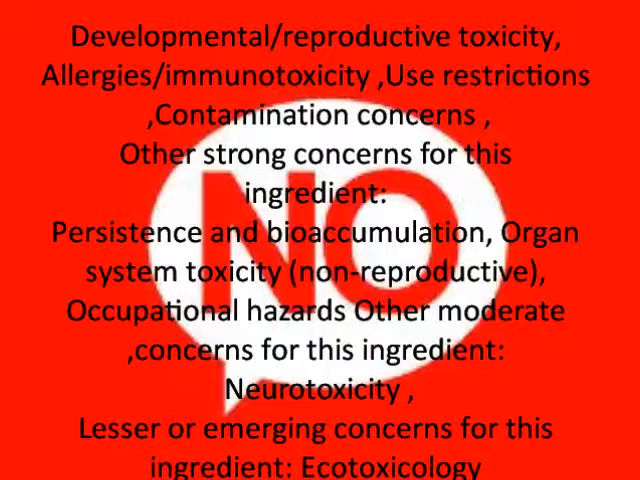 Developmental/reproductive toxicity,
Allergies/immunotoxicity ,Use restrictions
,Contamination concerns ,
Other strong concerns for this
ingredient:
Persistence and bioaccumulation, Organ
system toxicity (non-reproductive),
Occupational hazards Other moderate
,concerns for this ingredient:
Neurotoxicity ,
Lesser or emerging concerns for this
ingredient: Ecotoxicology
NO